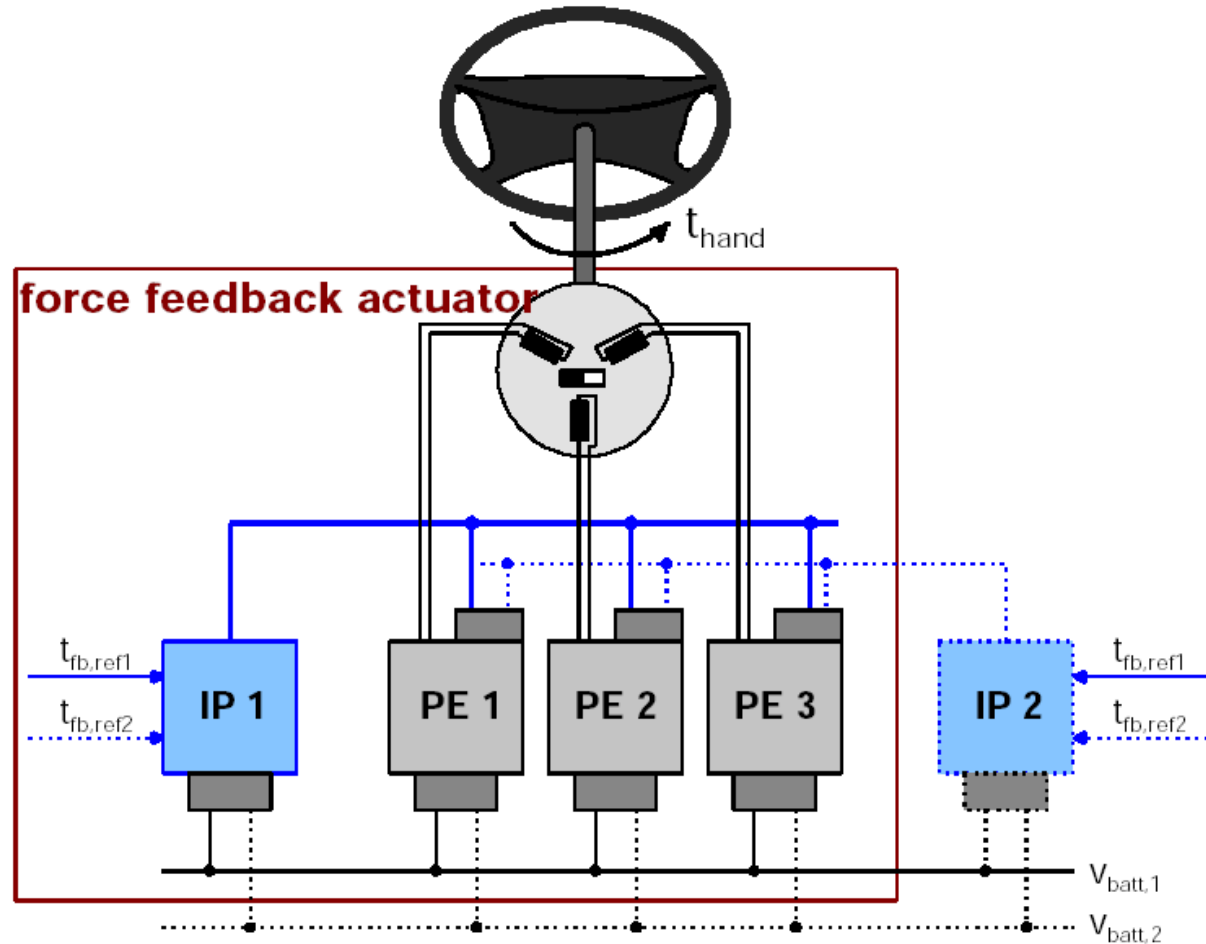 t_hand
force feedback actuator
t_fb,ref1
t_fb,ref2
IP 1
PE 1
PE 2
PE 3
IP 2
t_fb,ref1
t_fb,ref2
v_batt,1
v_batt,2